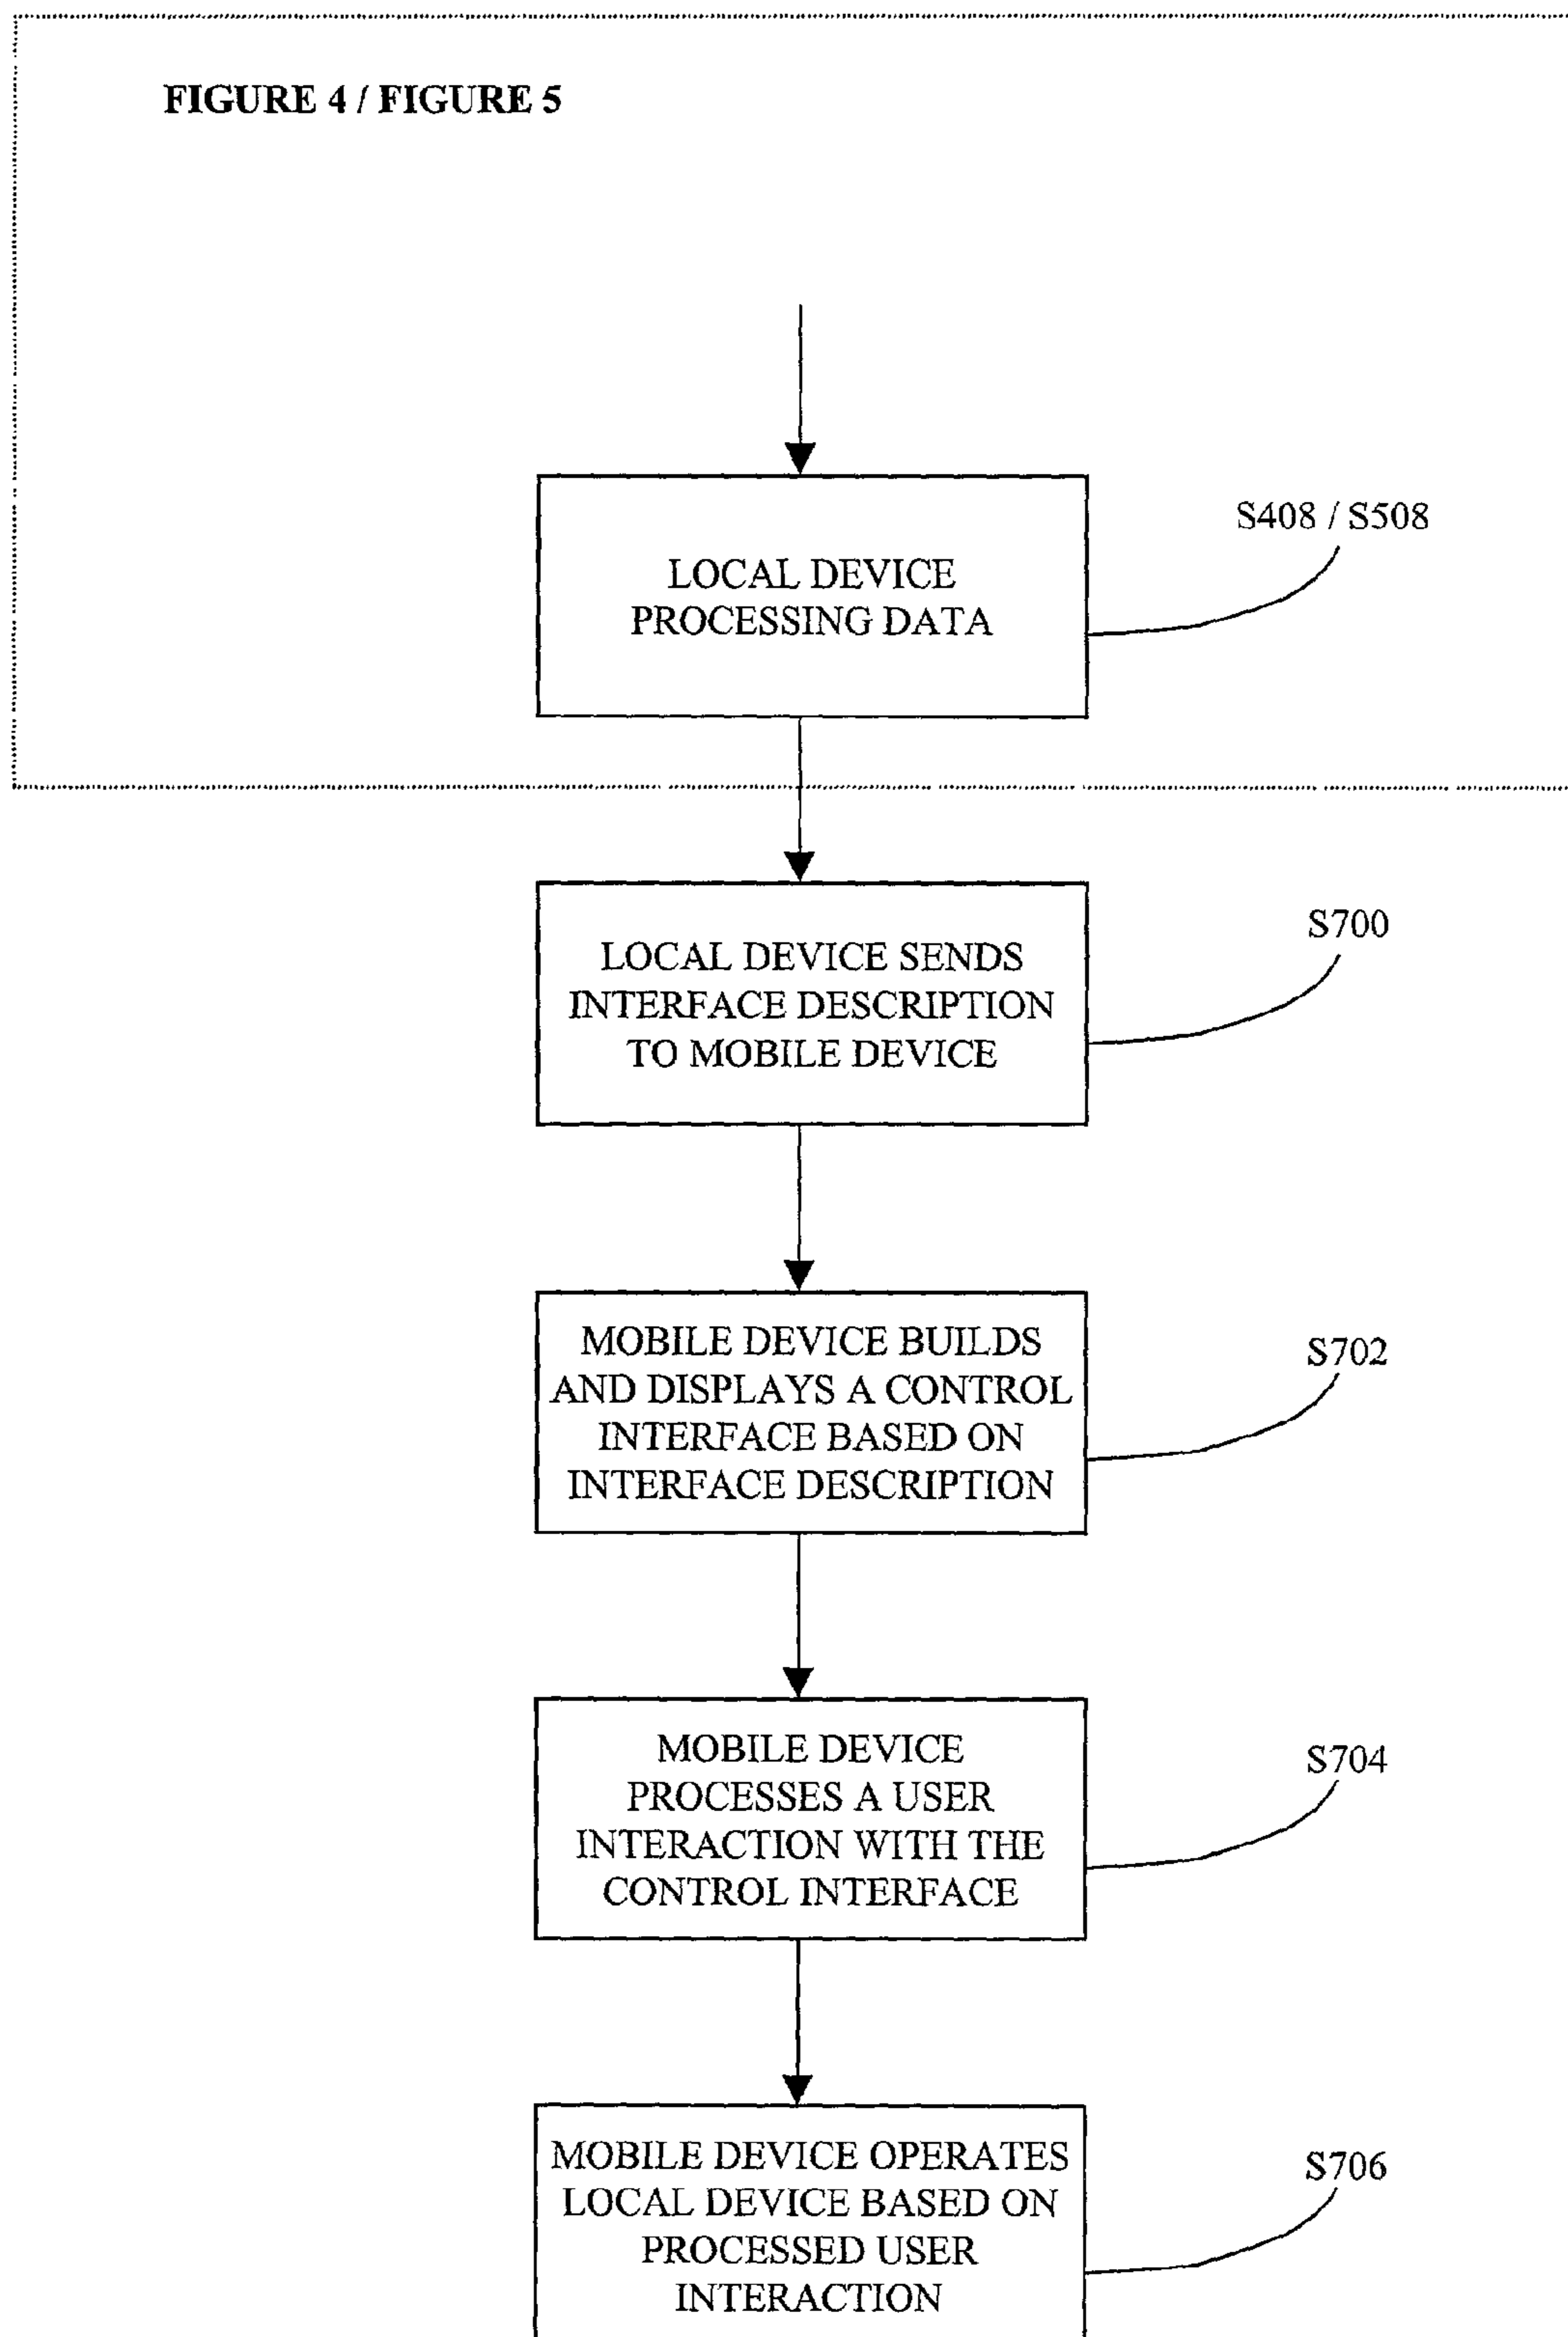 FIGURE 4 / FIGURE 5
S408 / S508
LOCAL DEVICE
PROCESSING DATA
S700
LOCAL DEVICE SENDS
INTERFACE DESCRIPTION
TO MOBILE DEVICE
MOBILE DEVICE BUILDS
S702
AND DISPLAYS A CONTROL
INTERFACE BASED ON
INTERFACE DESCRIPTION
MOBILE DEVICE
S704
PROCESSES A USER
INTERACTION WITH THE
CONTROL INTERFACE
MOBILE DEVICE OPERATES
S706
LOCAL DEVICE BASED ON
PROCESSED USER
INTERACTION